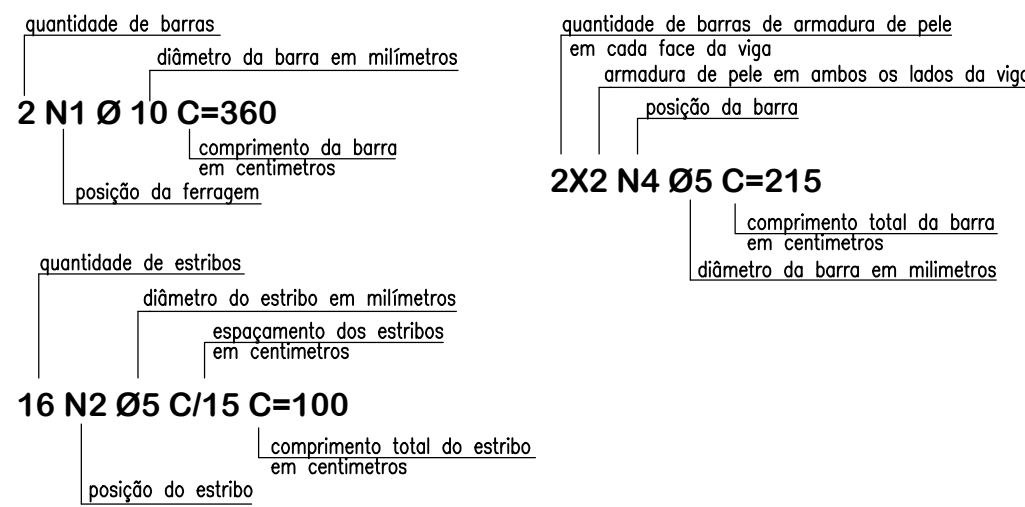 quantidade de barras
diâmetro da barra em milímetros
2 N1 Ø 10 C=360
comprimento da barra
em centimetros
posição da ferragem
quantidade de barras de armadura de pele
em cada face da viga
armadura de pele em ambos os lados da viga
posição da barra
2X2 N4 Ø5 C=215
comprimento total da barra
em centimetros
diâmetro da barra em milimetros
quantidade de estribos
diâmetro do estribo em milímetros
espaçamento dos estribos
em centimetros
16 N2 Ø5 C/15 C=100
comprimento total do estribo
em centimetros
posição do estribo